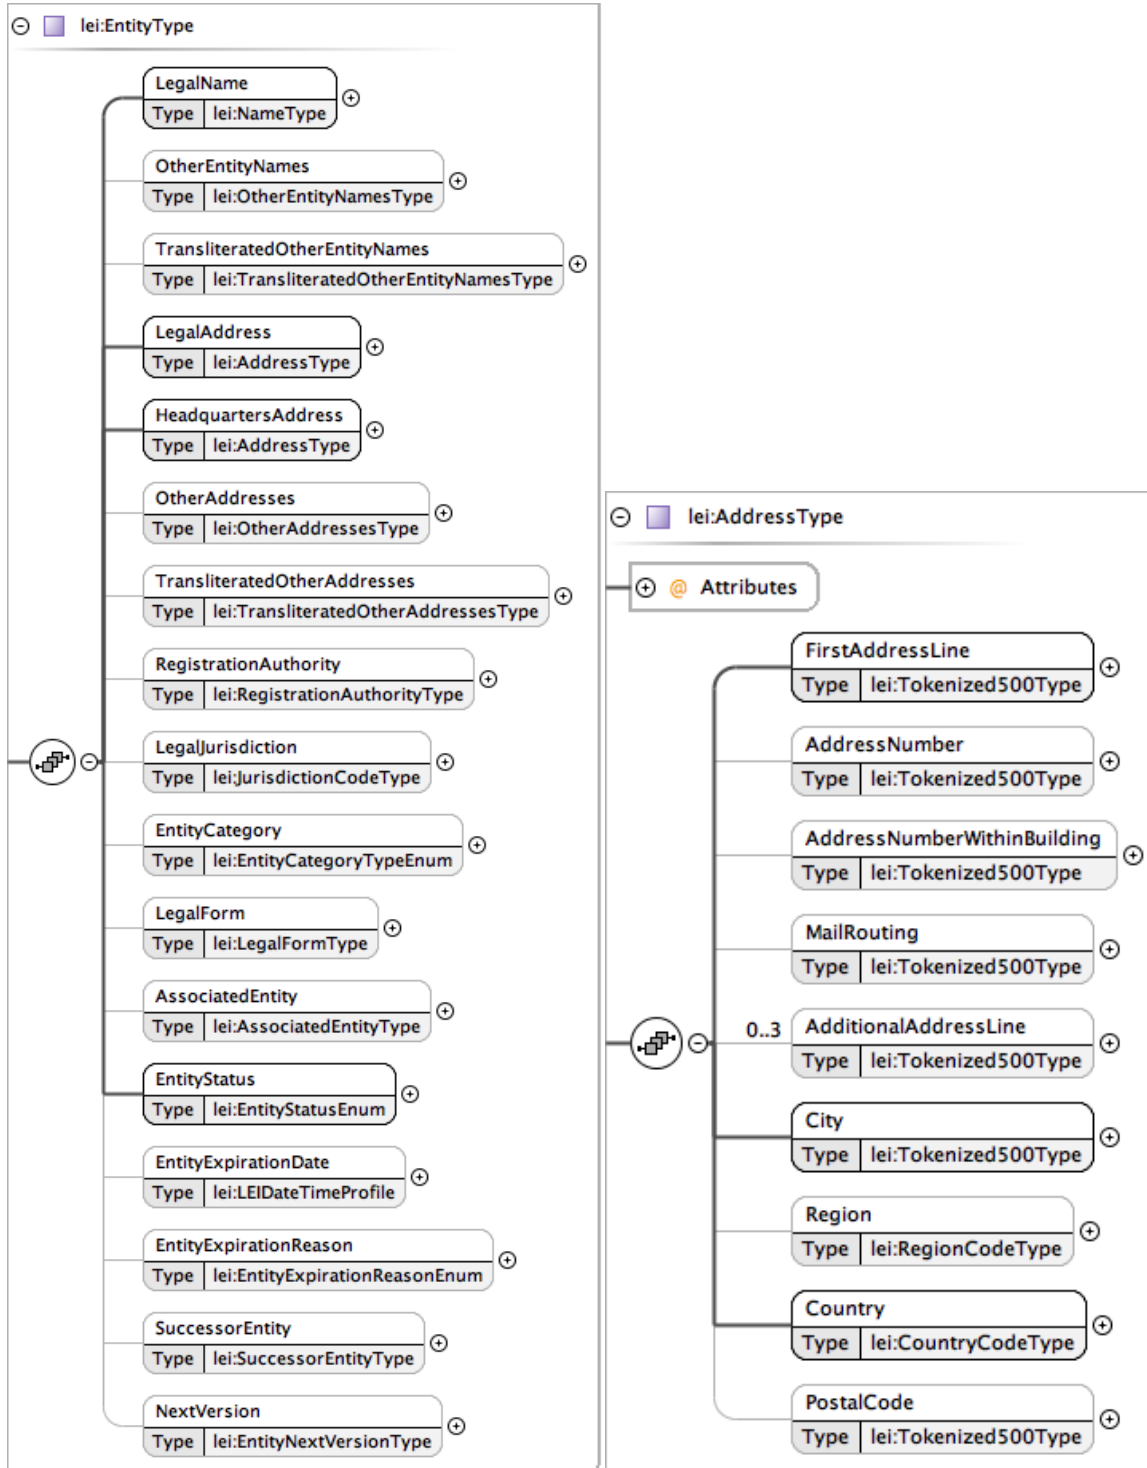 lei:EntityType
LegalName
Type lei:NameType
OtherEntityNames
Type lei:OtherEntityNamesType
TransliteratedOtherEntityNames
Type lei:TransliteratedOtherEntityNamesType
LegalAddress
Type lei:AddressType
HeadquartersAddress
Type lei:AddressType
OtherAddresses
Type lei:OtherAddressesType
TransliteratedOtherAddresses
Type lei:TransliteratedOtherAddressesType
RegistrationAuthority
Type lei:RegistrationAuthorityType
LegalJurisdiction
Type lei:JurisdictionCodeType
EntityCategory
Type lei:EntityCategoryTypeEnum
LegalForm
Type lei:LegalFormType
AssociatedEntity
Type lei:AssociatedEntityType
EntityStatus
Type lei:EntityStatusEnum
EntityExpirationDate
Type lei:LEIDateTimeProfile
EntityExpirationReason
Type lei:EntityExpirationReasonEnum
SuccessorEntity
Type lei:SuccessorEntityType
NextVersion
Type lei:EntityNextVersionType
lei:AddressType
@ Attributes
FirstAddressLine
Type lei:Tokenized500Type
AddressNumber
Type lei:Tokenized500Type
AddressNumberWithinBuilding
Type lei:Tokenized500Type
MailRouting
Type lei:Tokenized500Type
0..3 AdditionalAddressLine
Type lei:Tokenized500Type
City
Type lei:Tokenized500Type
Region
Type lei:RegionCodeType
Country
Type lei:CountryCodeType
PostalCode
Type lei:Tokenized500Type